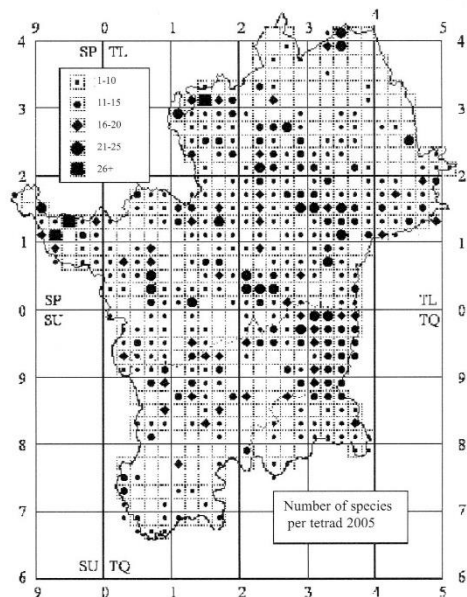 9 0 1 2 3 4 5
4 SP TL 4
1-10
11-15
16-20
21-25
26+
3 3
2 2
1 1
SP TL
0 0
SU TQ
9 9
8 8
7 7
Number of species
per tetrad 2005
SU TQ
6 6
9 0 1 2 3 4 5